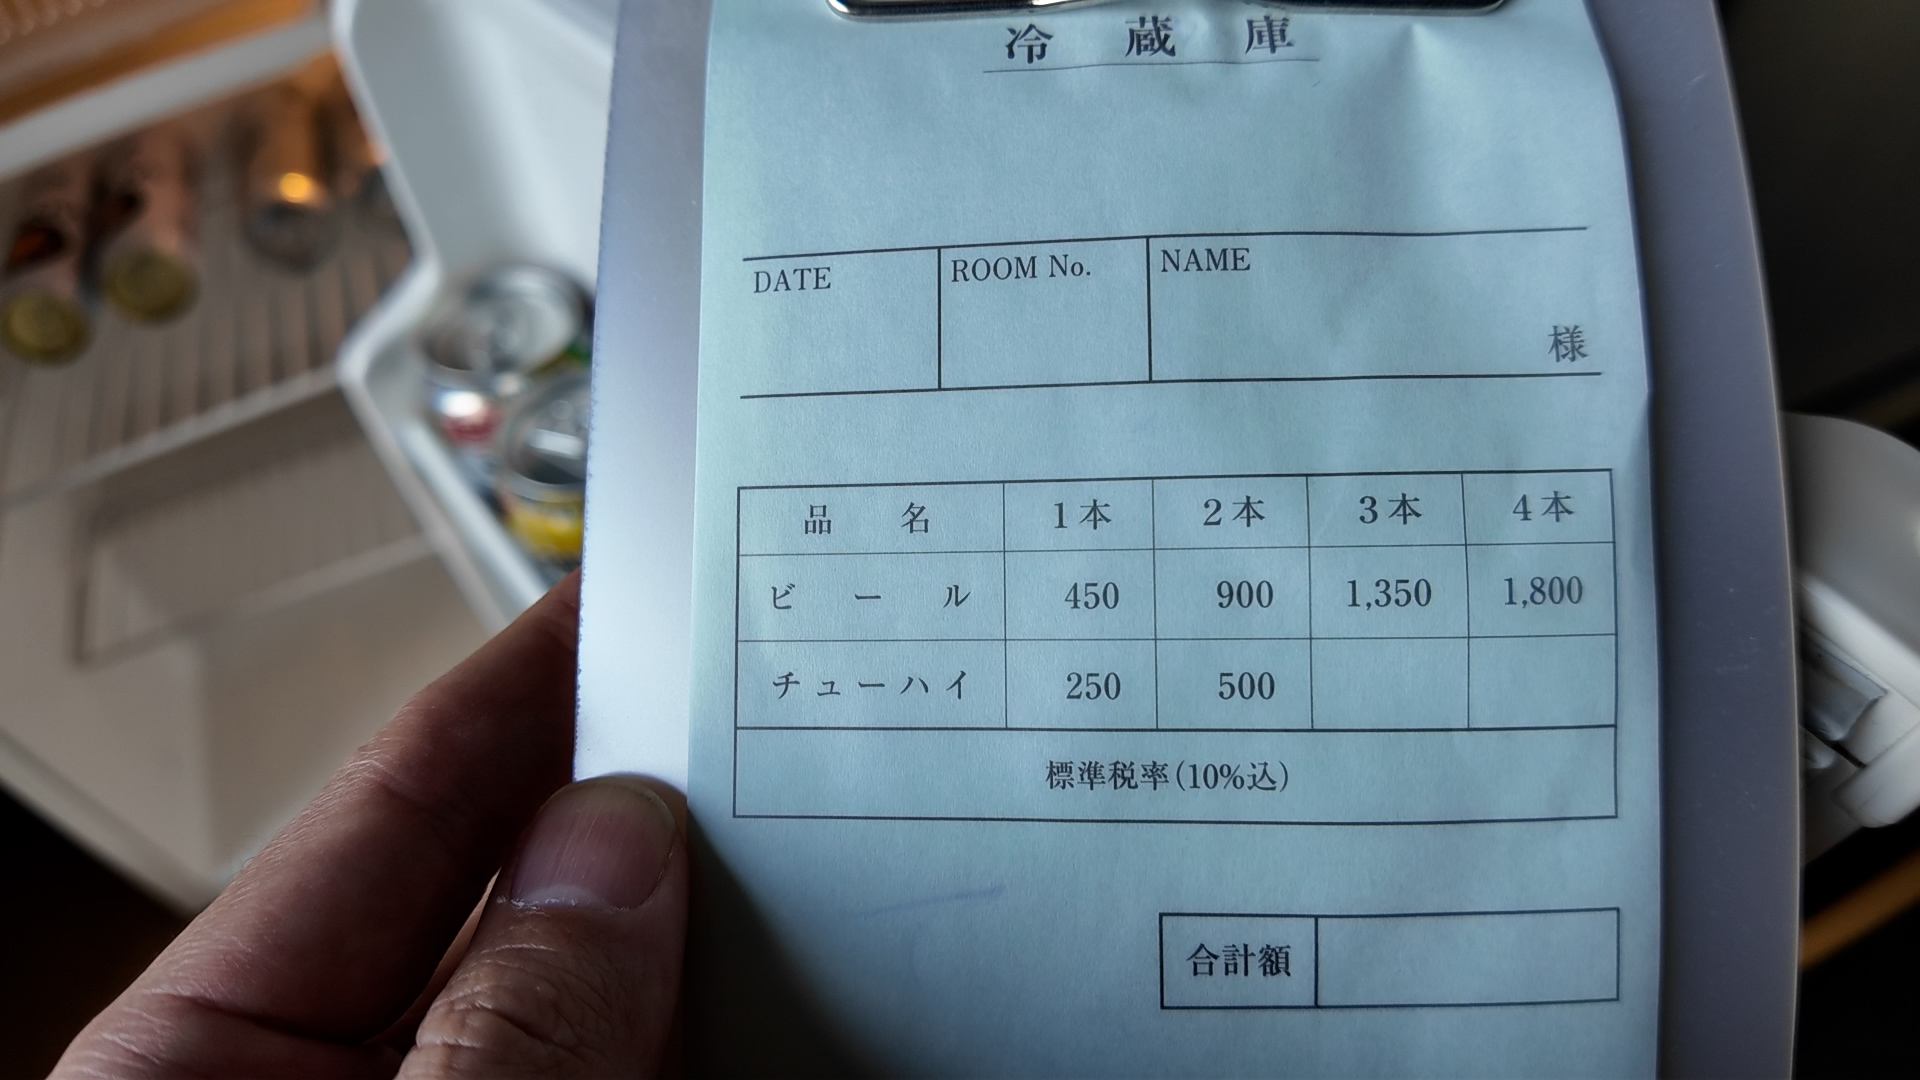 冷蔵庫
DATE ROOM No. NAME
様
品名 1本 2本 3本 4本
ビール 450 900 1,350 1,800
チューハイ 250 500
標準税率(10%込)
合計額